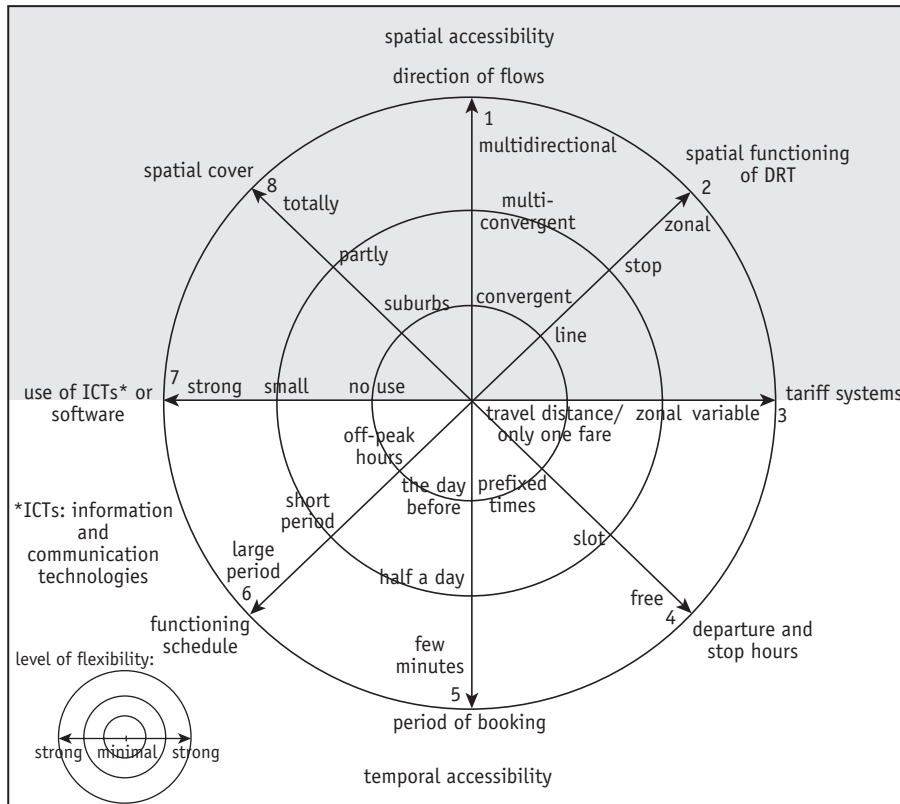 spatial accessibility
direction of flows
1
multidirectional
spatial functioning
of DRT
2
zonal
spatial cover
8
totally
multi-
convergent
partly
stop
suburbs
convergent
line
use of ICTs* or
software
7
strong
small
no use
travel distance/
only one fare
zonal
variable
tariff systems
3
off-peak
hours
the day
before
prefixed
times
*ICTs: information
and
communication
technologies
short
period
slot
large
period
6
half a day
free
4
functioning
schedule
departure and
stop hours
few
minutes
5
period of booking
level of flexibility:
strong
minimal
strong
temporal accessibility